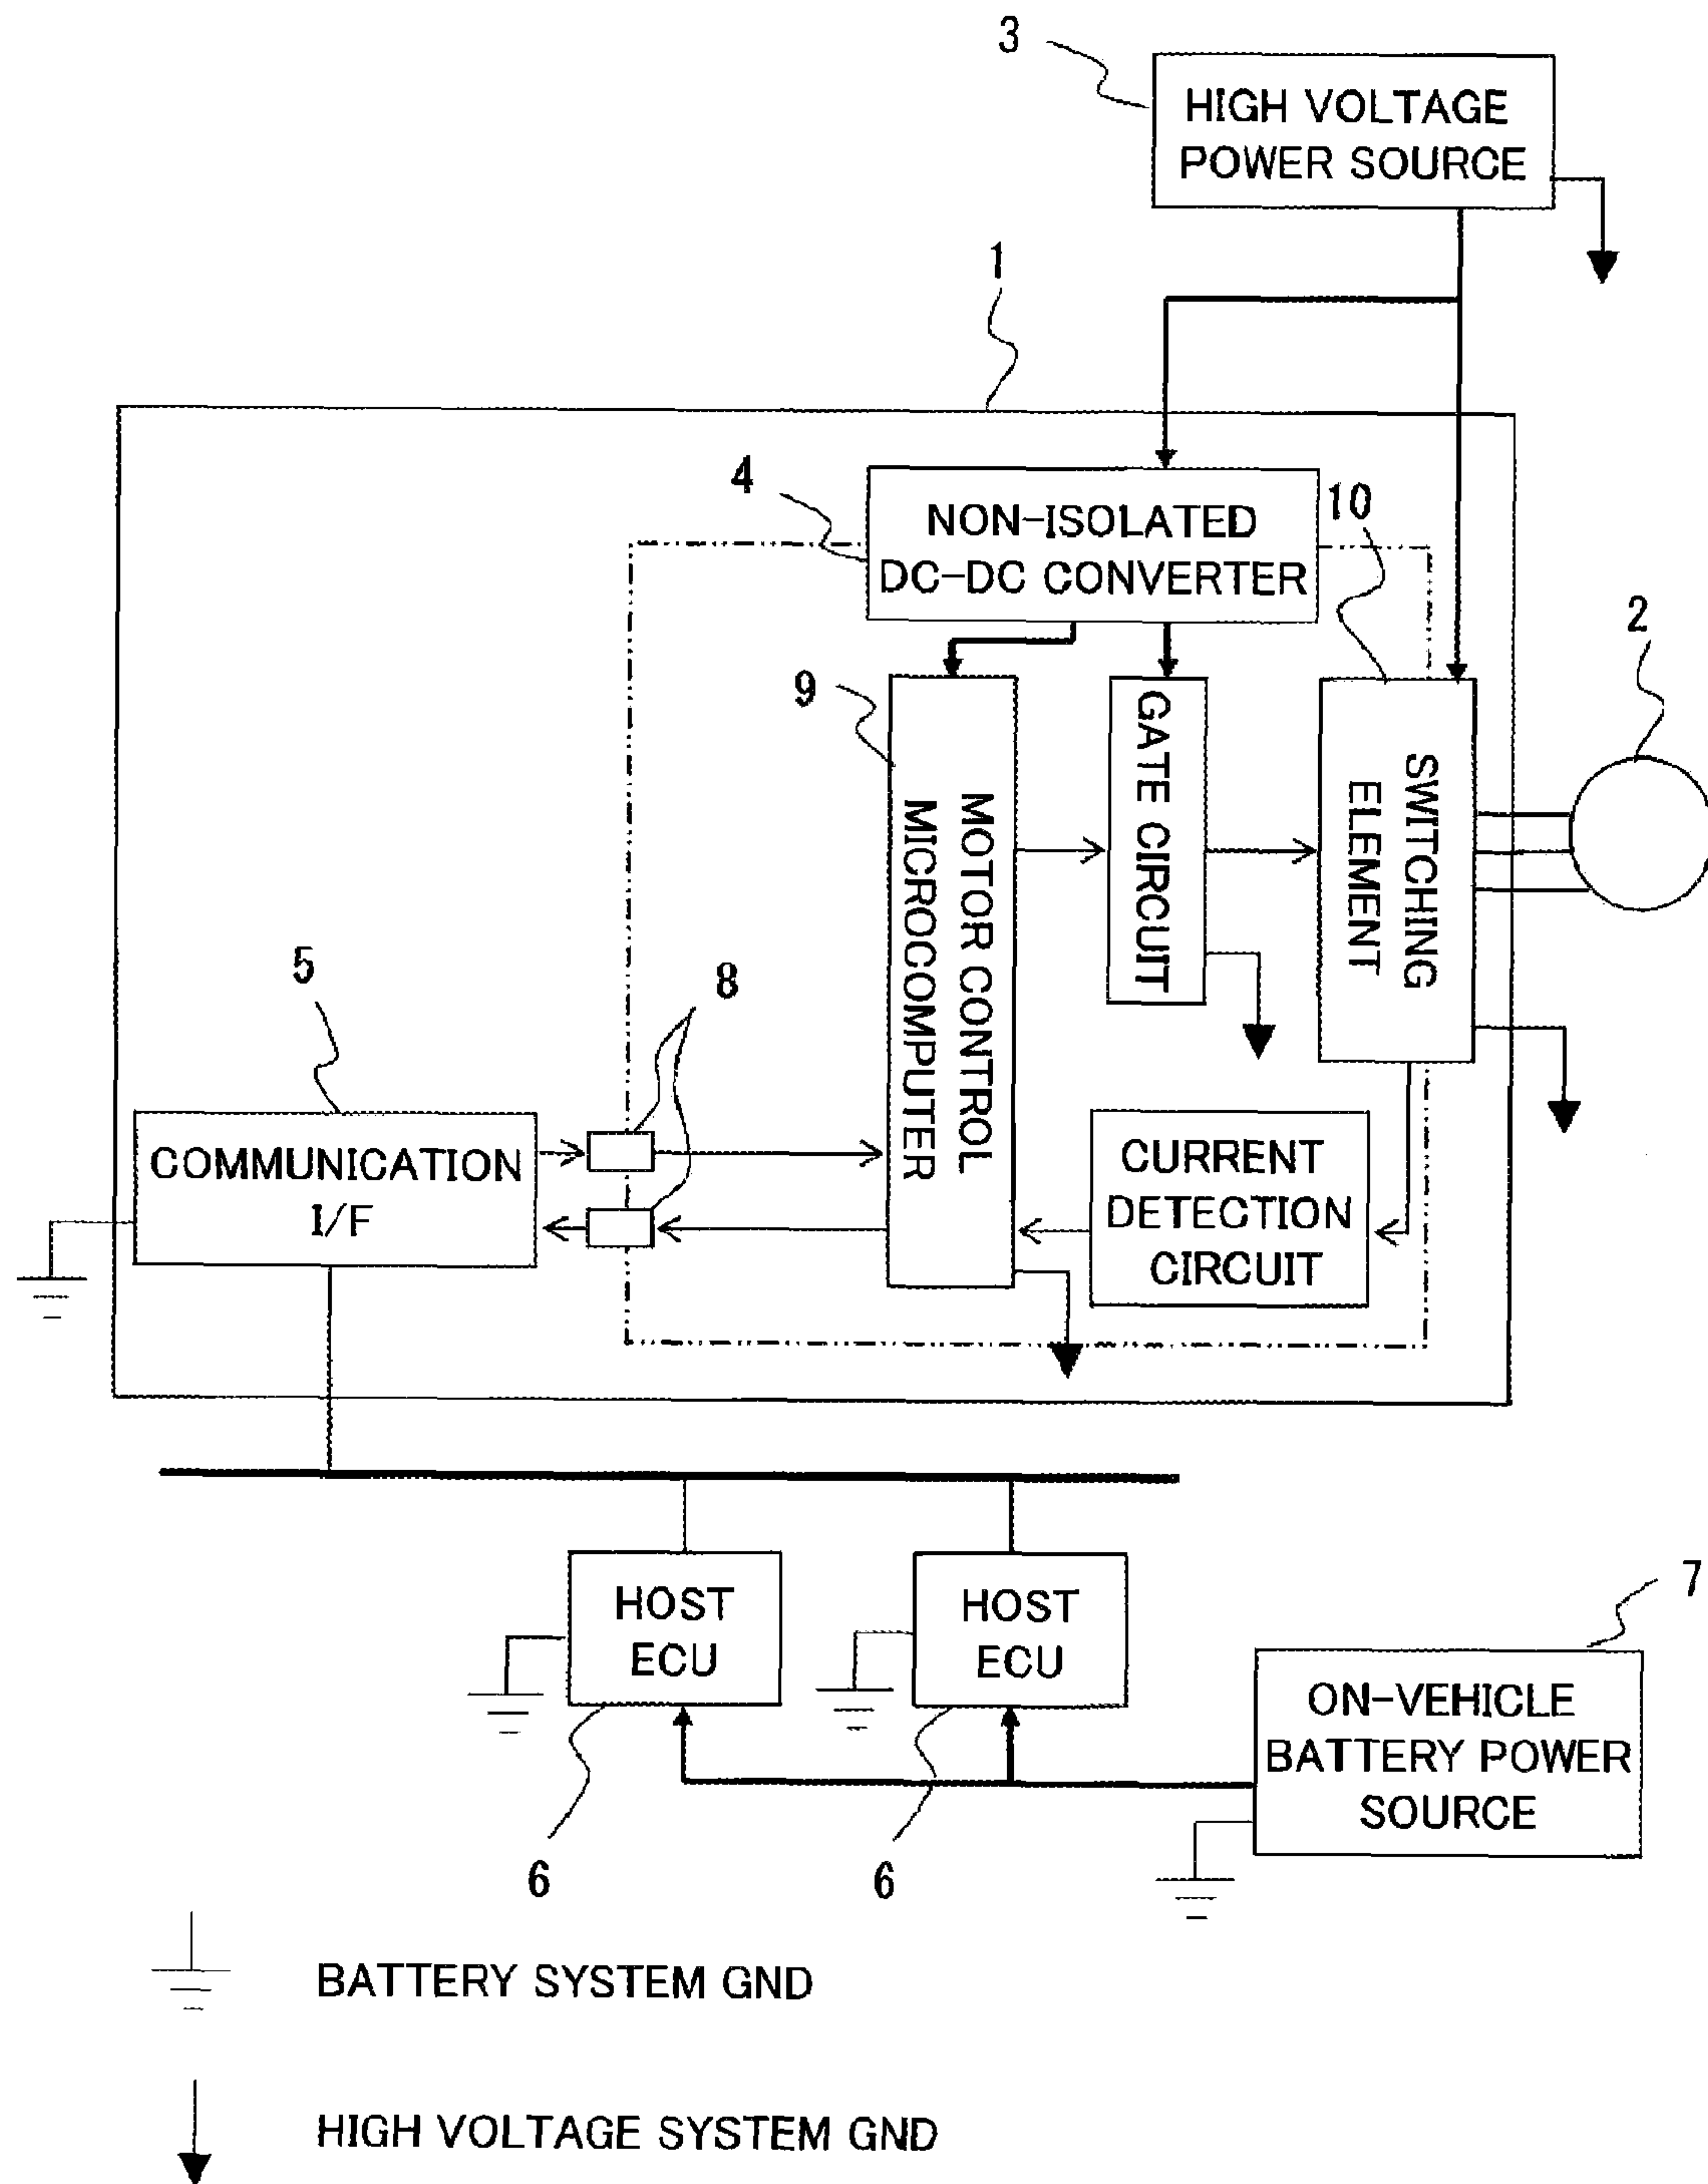 3
HIGH VOLTAGE
POWER SOURCE
1
4
NON-ISOLATED
DC-DC CONVERTER
10
2
9
MOTOR CONTROL
MICROCOMPUTER
GATE CIRCUIT
SWITCHING
ELEMENT
5
8
COMMUNICATION
I/F
CURRENT
DETECTION
CIRCUIT
HOST
ECU
HOST
ECU
7
ON-VEHICLE
BATTERY POWER
SOURCE
6
6
BATTERY SYSTEM GND
HIGH VOLTAGE SYSTEM GND